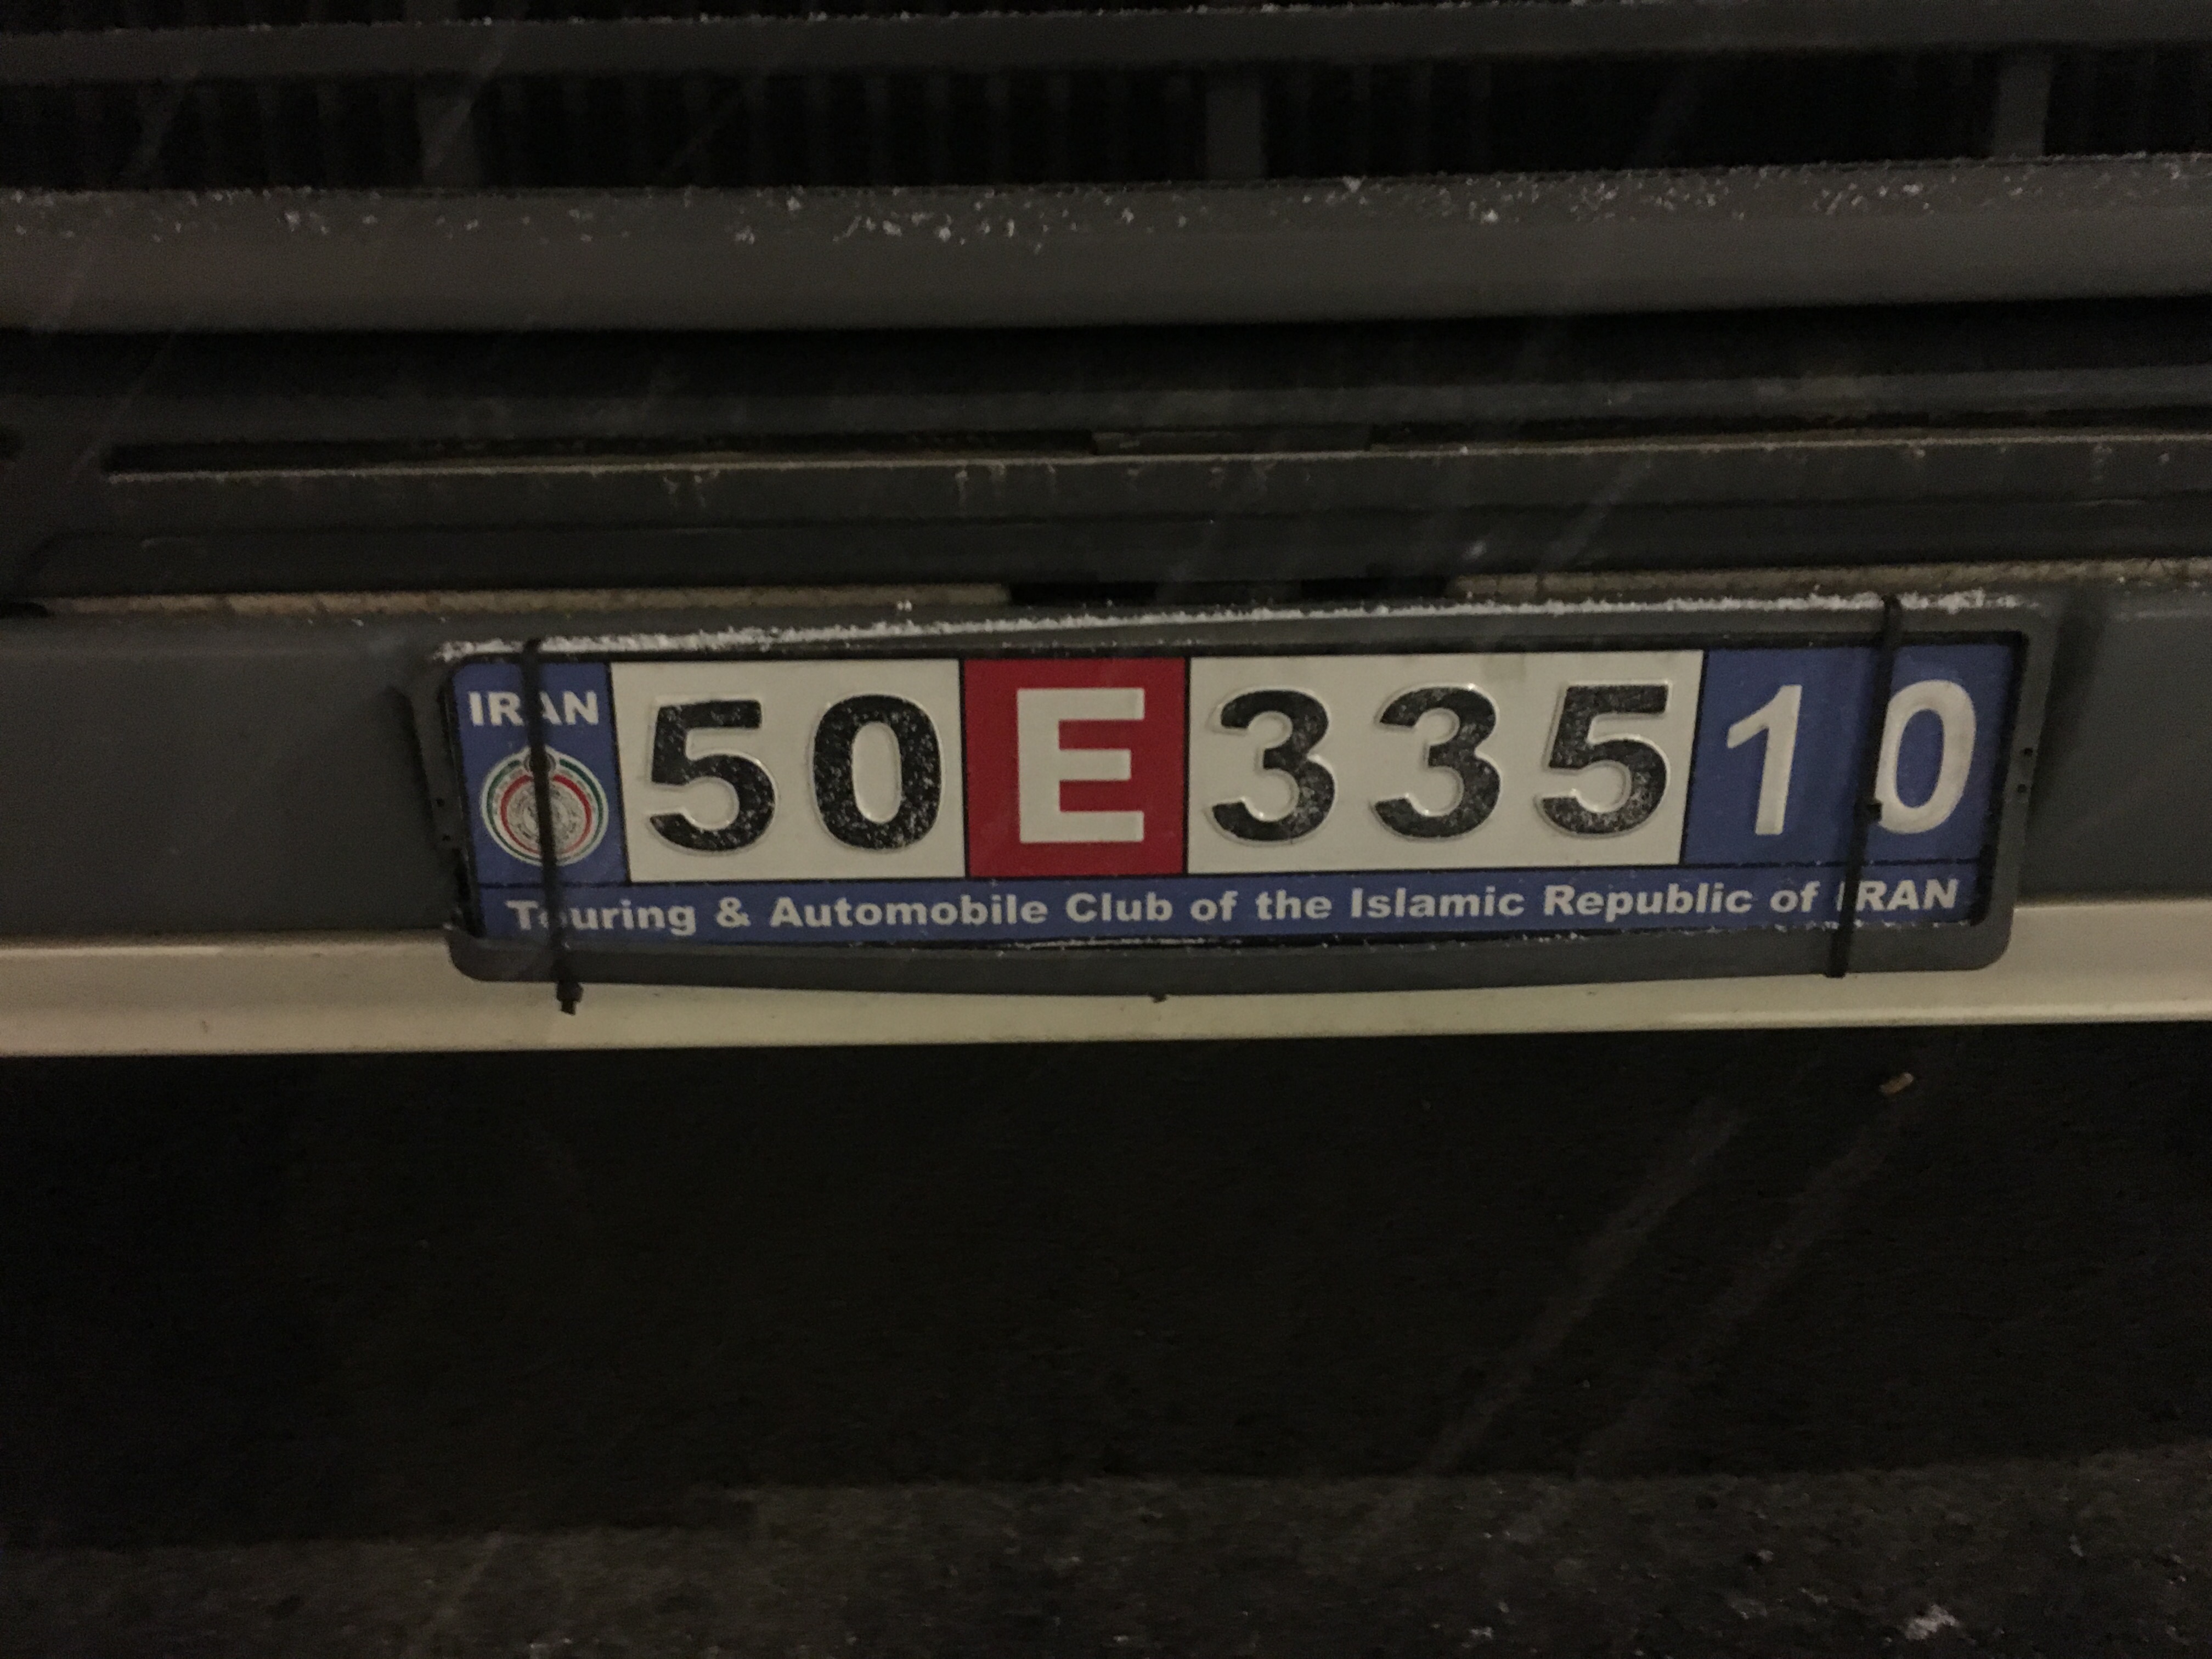 IRAN
50 E 335 10
Touring & Automobile Club of the Islamic Republic of IRAN